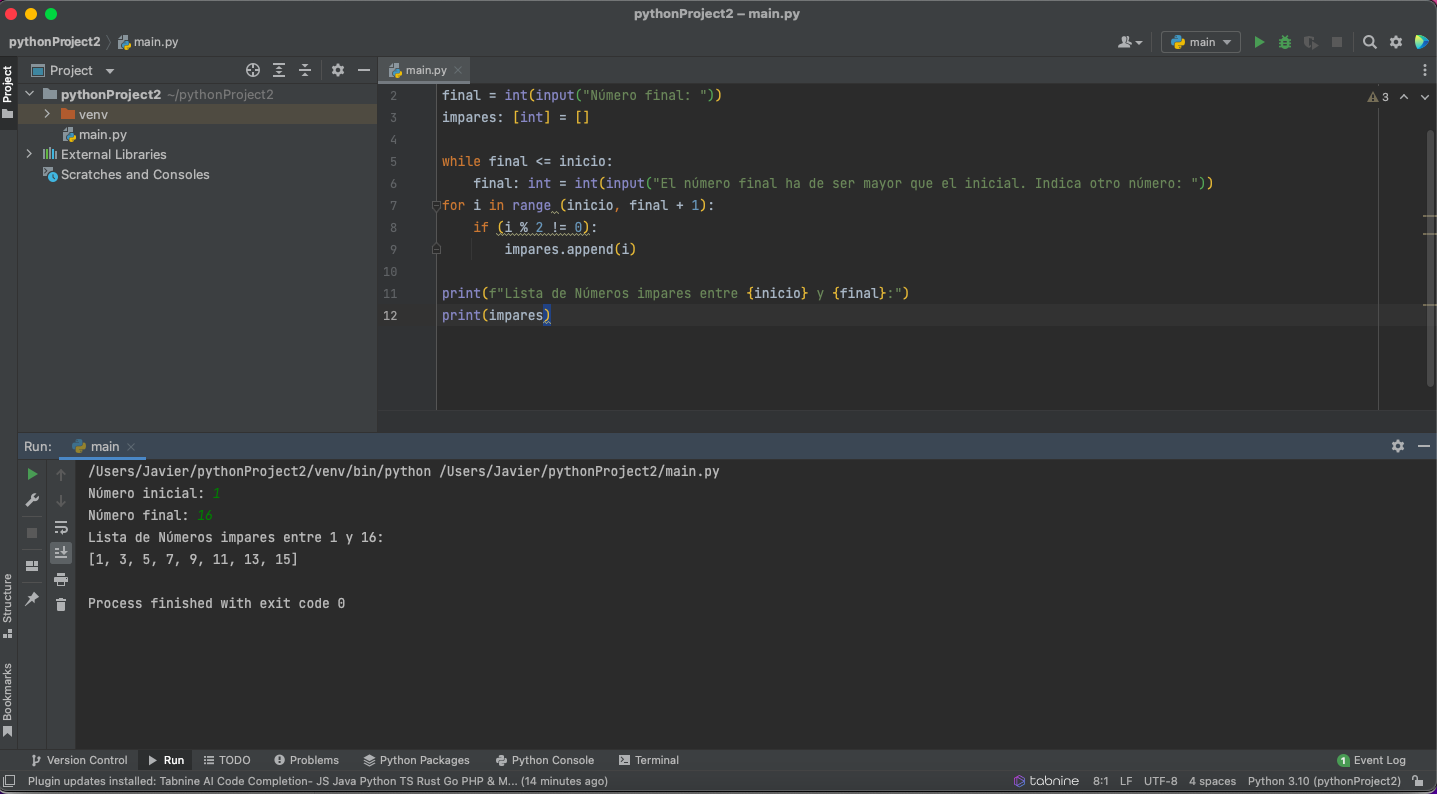 pythonProject2 – main.py
pythonProject2 main.py main
Project
Project
main.py
pythonProject2 ~/pythonProject2
venv
main.py
External Libraries
Scratches and Consoles
3
2 final = int(input("Número final: "))
3 impares: [int] = []
4
5 while final <= inicio:
6 final: int = int(input("El número final ha de ser mayor que el inicial. Indica otro número: "))
7 for i in range (inicio, final + 1):
8 if (i % 2 != 0):
9 impares.append(i)
10
11 print(f"Lista de Números impares entre {inicio} y {final}:")
12 print(impares)
Run: main
/Users/Javier/pythonProject2/venv/bin/python /Users/Javier/pythonProject2/main.py
Número inicial: 1
Número final: 16
Lista de Números impares entre 1 y 16:
[1, 3, 5, 7, 9, 11, 13, 15]
Process finished with exit code 0
Structure
Bookmarks
Version Control Run TODO Problems Python Packages Python Console Terminal 1 Event Log
Plugin updates installed: Tabnine AI Code Completion- JS Java Python TS Rust Go PHP & M... (14 minutes ago) tabnine 8:1 LF UTF-8 4 spaces Python 3.10 (pythonProject2)